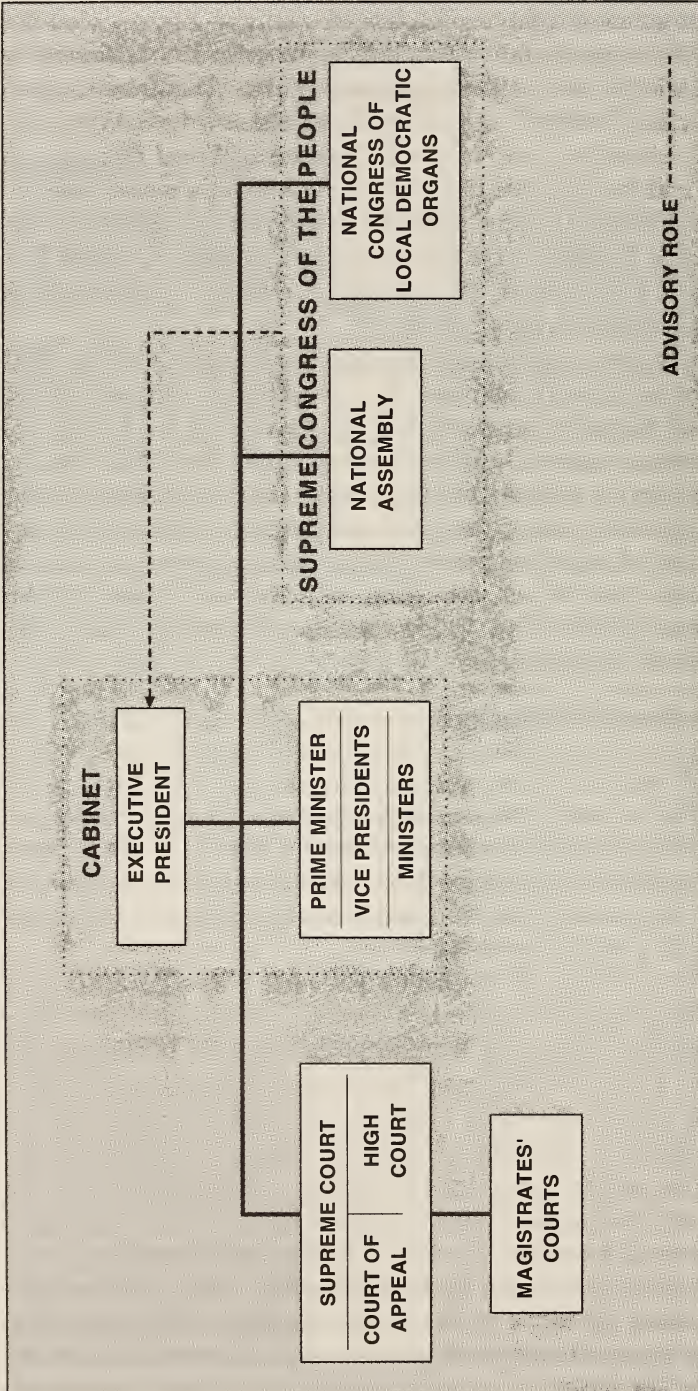 CABINET
EXECUTIVE
PRESIDENT
PRIME MINISTER
VICE PRESIDENTS
MINISTERS
SUPREME COURT
COURT OF
APPEAL
HIGH
COURT
MAGISTRATES'
COURTS
SUPREME CONGRESS OF THE PEOPLE
NATIONAL
ASSEMBLY
NATIONAL
CONGRESS OF
LOCAL DEMOCRATIC
ORGANS
ADVISORY ROLE